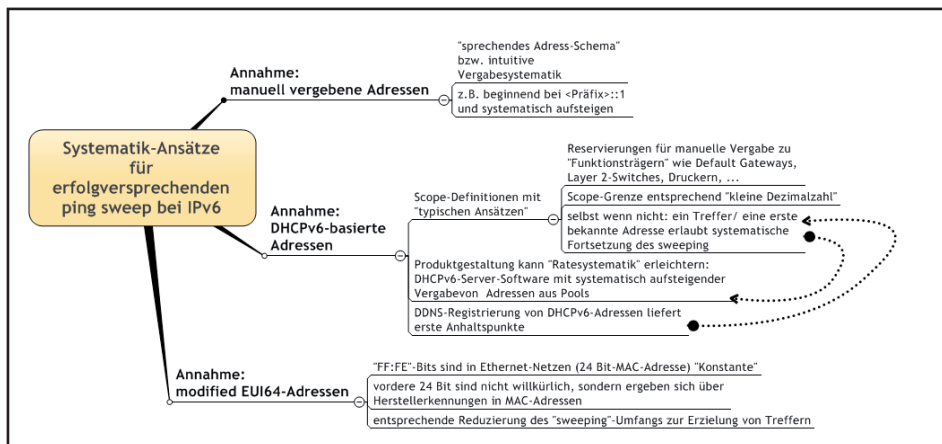 Systematik-Ansätze
für
erfolgversprechenden
ping sweep bei IPv6
Annahme:
manuell vergebene Adressen
"sprechendes Adress-Schema"
bzw. intuitive
Vergabesystematik
z.B. beginnend bei <Präfix>::1
und systematisch aufsteigen
Annahme:
DHCPv6-basierte
Adressen
Scope-Definitionen mit
"typischen Ansätzen"
Reservierungen für manuelle Vergabe zu
"Funktionsträgern" wie Default Gateways,
Layer 2-Switches, Druckern, ...
Scope-Grenze entsprechend "kleine Dezimalzahl"
selbst wenn nicht: ein Treffer/ eine erste
bekannte Adresse erlaubt systematische
Fortsetzung des sweeping
Produktgestaltung kann "Ratesystematik" erleichtern:
DHCPv6-Server-Software mit systematisch aufsteigender
Vergabevon Adressen aus Pools
DDNS-Registrierung von DHCPv6-Adressen liefert
erste Anhaltspunkte
Annahme:
modified EUI64-Adressen
"FF:FE"-Bits sind in Ethernet-Netzen (24 Bit-MAC-Adresse) "Konstante"
vordere 24 Bit sind nicht willkürlich, sondern ergeben sich über
Herstellerkennungen in MAC-Adressen
entsprechende Reduzierung des "sweeping"-Umfangs zur Erzielung von Treffern